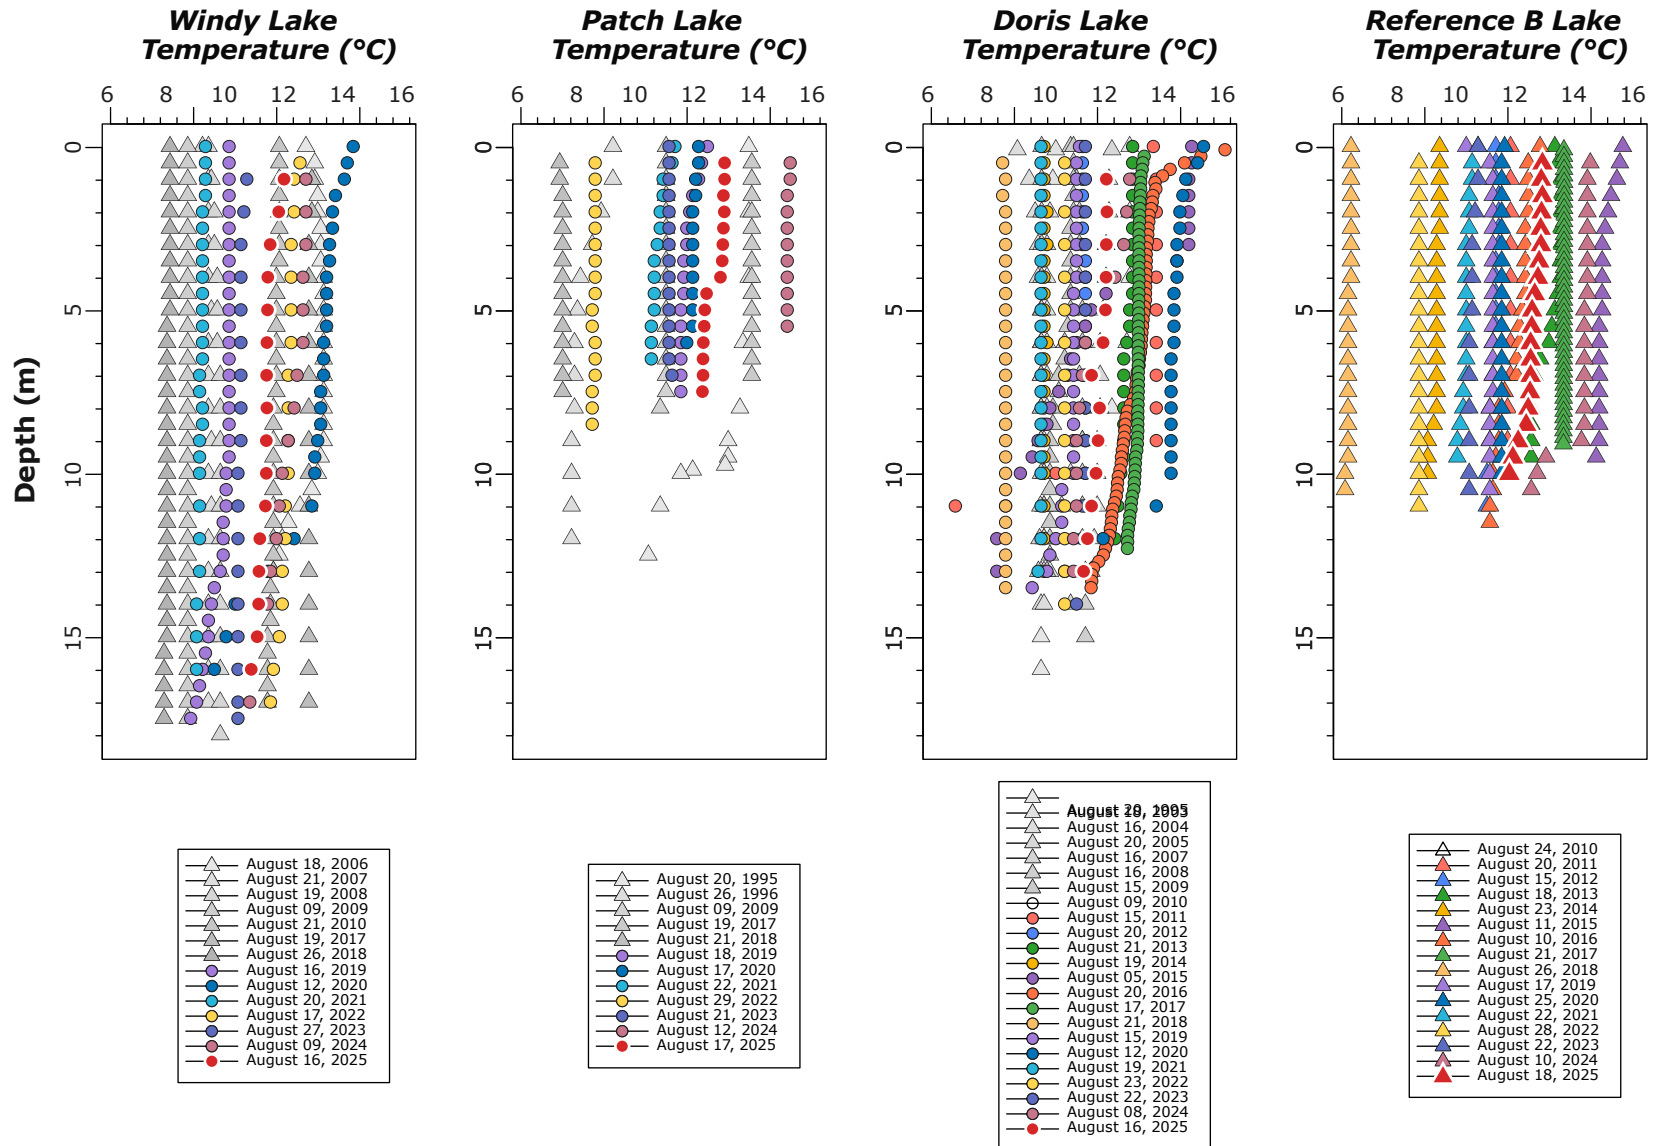 Windy Lake
Temperature (°C)
Patch Lake
Temperature (°C)
Doris Lake
Temperature (°C)
Reference B Lake
Temperature (°C)
6 8 10 12 14 16
6 8 10 12 14 16
6 8 10 12 14 16
6 8 10 12 14 16
Depth (m)
0
5
10
15
0
5
10
15
0
5
10
15
0
5
10
15
August 18, 2006
August 21, 2007
August 19, 2008
August 09, 2009
August 21, 2010
August 19, 2017
August 26, 2018
August 16, 2019
August 12, 2020
August 20, 2021
August 17, 2022
August 27, 2023
August 09, 2024
August 16, 2025
August 20, 1995
August 26, 1996
August 09, 2009
August 19, 2017
August 21, 2018
August 18, 2019
August 17, 2020
August 22, 2021
August 29, 2022
August 21, 2023
August 12, 2024
August 17, 2025
August 20, 1995
August 18, 2003
August 16, 2004
August 20, 2005
August 16, 2007
August 16, 2008
August 15, 2009
August 09, 2010
August 15, 2011
August 20, 2012
August 21, 2013
August 19, 2014
August 05, 2015
August 20, 2016
August 17, 2017
August 21, 2018
August 15, 2019
August 12, 2020
August 19, 2021
August 23, 2022
August 22, 2023
August 08, 2024
August 16, 2025
August 24, 2010
August 20, 2011
August 15, 2012
August 18, 2013
August 23, 2014
August 11, 2015
August 10, 2016
August 21, 2017
August 26, 2018
August 17, 2019
August 25, 2020
August 22, 2021
August 28, 2022
August 22, 2023
August 10, 2024
August 18, 2025